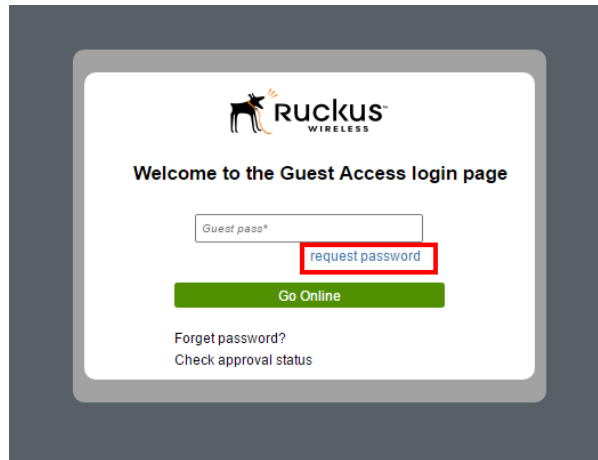 Ruckus
WIRELESS
Welcome to the Guest Access login page
Guest pass*
request password
Go Online
Forget password?
Check approval status